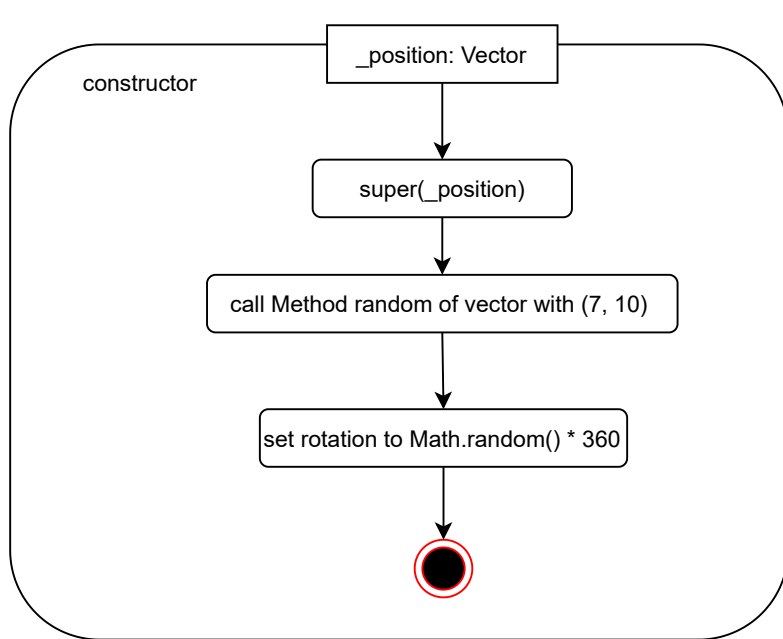 _position: Vector
constructor
super(_position)
call Method random of vector with (7, 10)
set rotation to Math.random() * 360